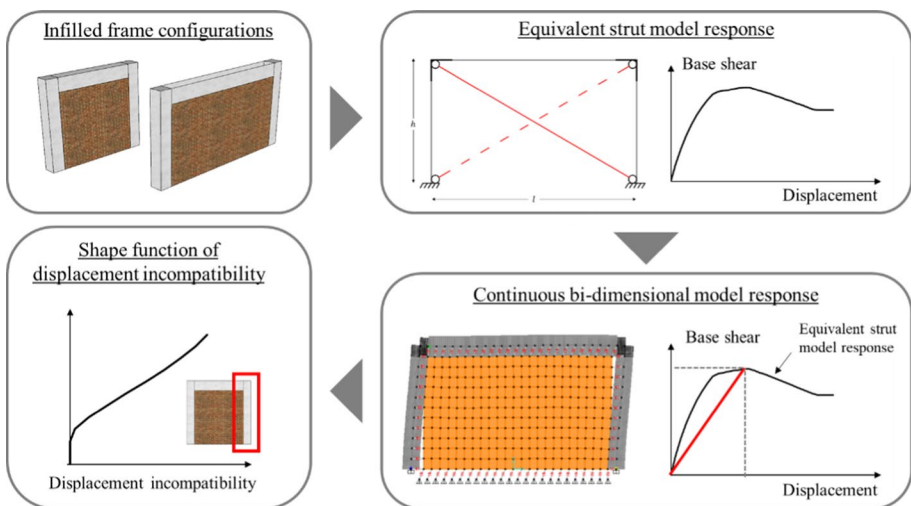 Infilled frame configurations
Equivalent strut model response
h
l
Base shear
Displacement
Continuous bi-dimensional model response
Base shear
Equivalent strut
model response
Displacement
Shape function of
displacement incompatibility
Displacement incompatibility